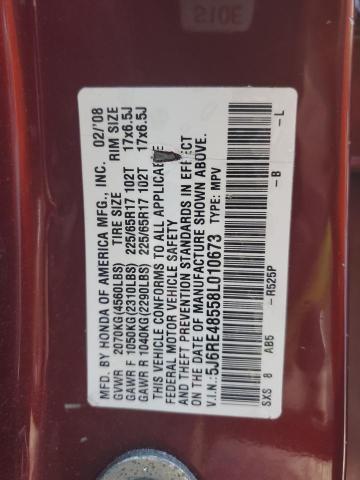 MFD. BY HONDA OF AMERICA MFG., INC. 02/'08
GVWR 2070KG(4560LBS) TIRE SIZE RIM SIZE
GAWR F 1050KG(2310LBS) 225/65R17 102T 17x6.5J
GAWR R 1040KG(2290LBS) 225/65R17 102T 17x6.5J
THIS VEHICLE CONFORMS TO ALL APPLICABLE
FEDERAL MOTOR VEHICLE SAFETY
AND THEFT PREVENTION STANDARDS IN EFFECT
ON THE DATE OF MANUFACTURE SHOWN ABOVE.
V.I.N.: 5J6RE48558L010673 TYPE: MPV
SXS 8 AB5 -R525P -B -L